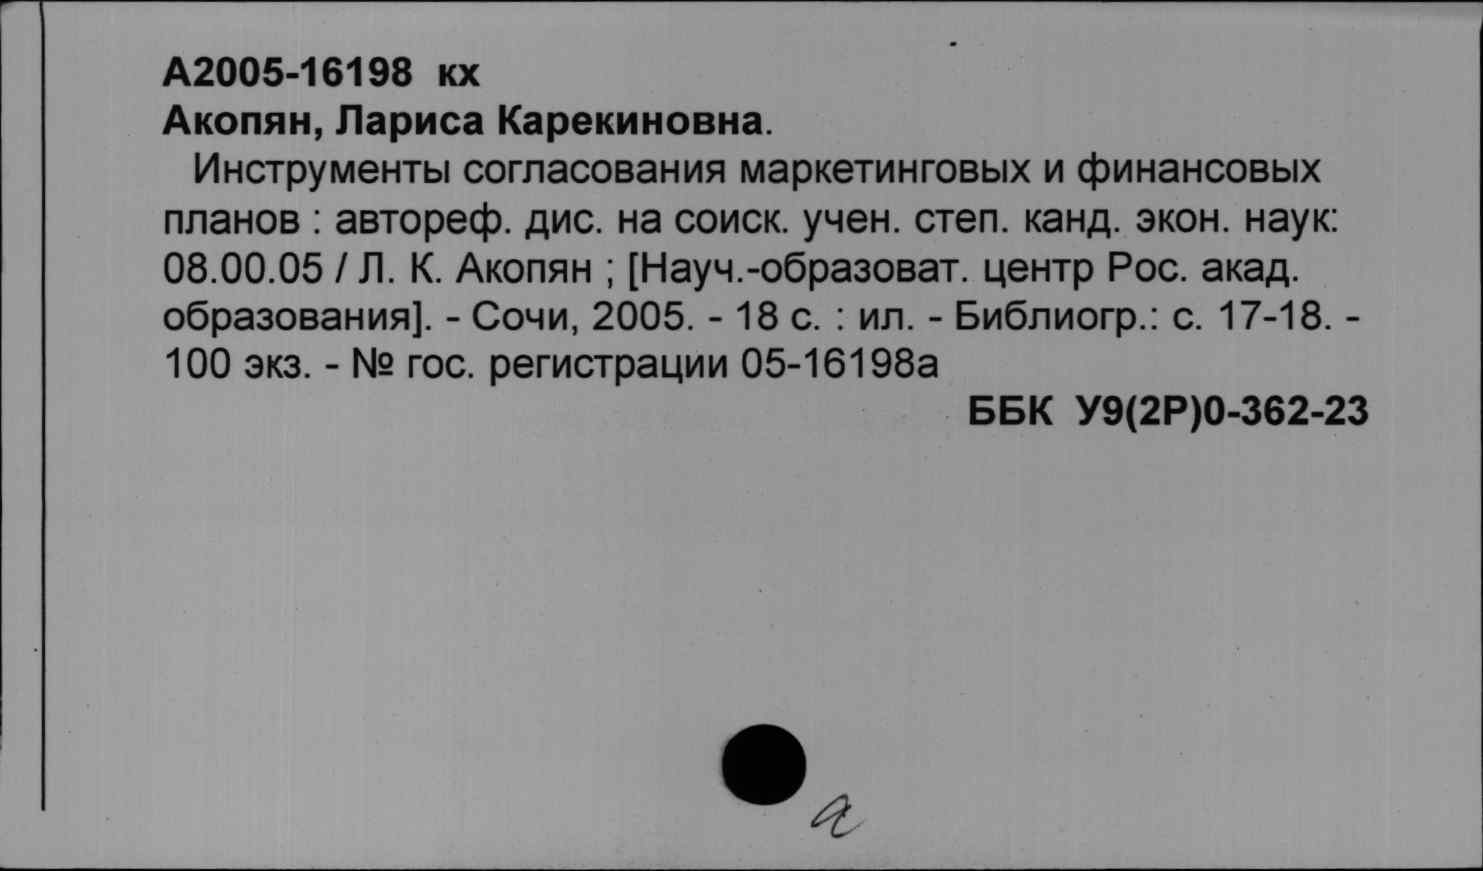 А2005-16198 кх
Акопян, Лариса Карекиновна.
Инструменты согласования маркетинговых и финансовых
планов : автореф. дис. на соиск. учен. степ. канд. экон. наук:
08.00.05 / Л. К. Акопян ; [Науч.-образоват. центр Рос. акад.
образования]. - Сочи, 2005. - 18 с. : ил. - Библиогр.: с. 17-18. -
100 экз. - № гос. регистрации 05-16198а
ББК У9(2Р)0-362-23
а